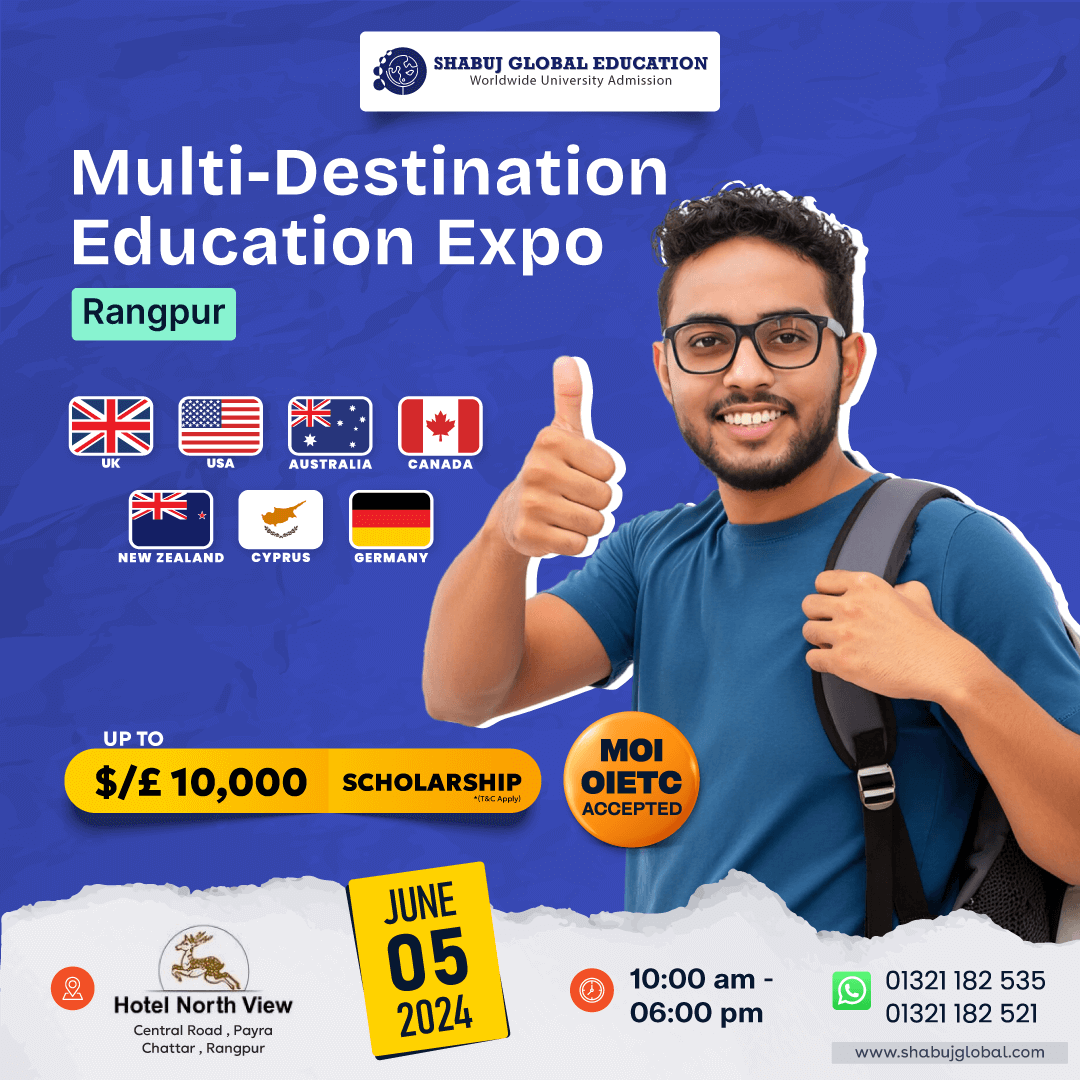 SHABUJ GLOBAL EDUCATION
Worldwide University Admission
Multi-Destination
Education Expo
Rangpur
UK
USA
AUSTRALIA
CANADA
NEW ZEALAND
CYPRUS
GERMANY
UP TO
$/£ 10,000
SCHOLARSHIP
*(T&C Apply)
MOI
OIETC
ACCEPTED
Hotel North View
Central Road , Payra
Chattar , Rangpur
JUNE
05
2024
10:00 am -
06:00 pm
01321 182 535
01321 182 521
www.shabujglobal.com